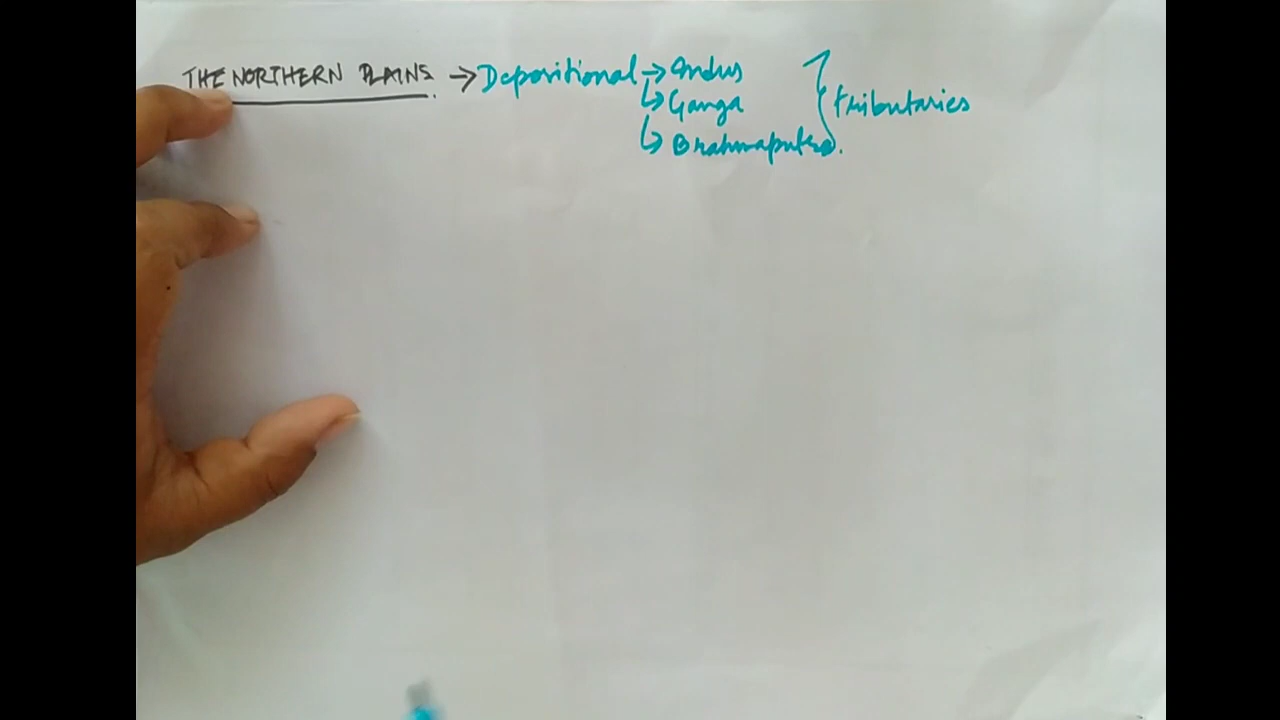 THE NORTHERN PLAINS. → Depositional → Indus
↳ Ganga } tributaries
↳ Brahmaputra.